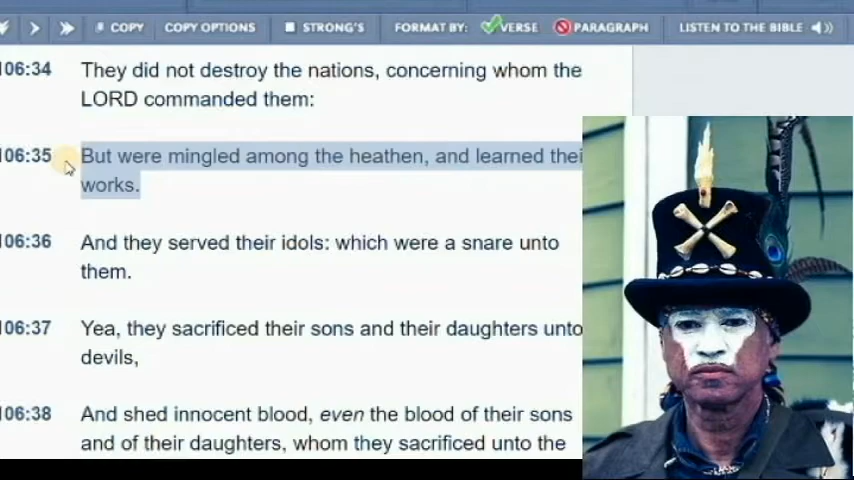 COPY COPY OPTIONS STRONG'S FORMAT BY: VERSE PARAGRAPH LISTEN TO THE BIBLE
106:34 They did not destroy the nations, concerning whom the
LORD commanded them:
106:35 But were mingled among the heathen, and learned thei
works.
106:36 And they served their idols: which were a snare unto
them.
106:37 Yea, they sacrificed their sons and their daughters unto
devils,
106:38 And shed innocent blood, even the blood of their sons
and of their daughters, whom they sacrificed unto the